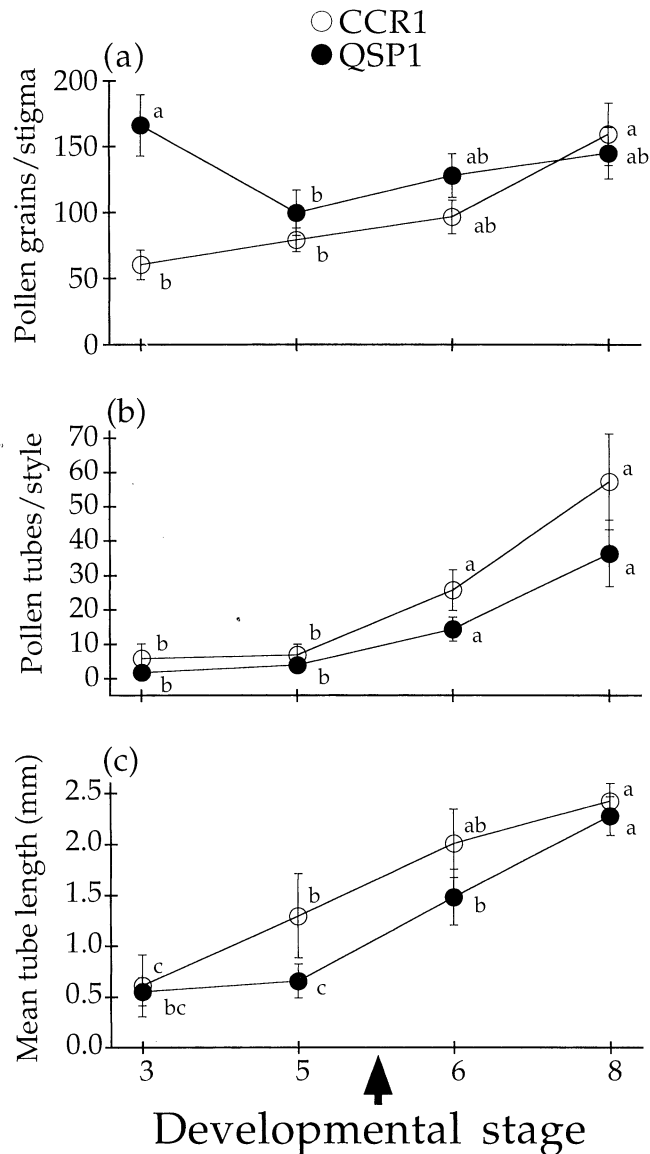 ○ CCR1
● QSP1
(a)
Pollen grains/stigma
200
150
100
50
0
a
b
b
b
ab
ab
a
ab
(b)
Pollen tubes/style
70
60
50
40
30
20
10
0
b
b
b
b
a
a
a
a
(c)
Mean tube length (mm)
2.5
2.0
1.5
1.0
0.5
0.0
c
bc
b
c
ab
b
a
a
3 5 6 8
Developmental stage